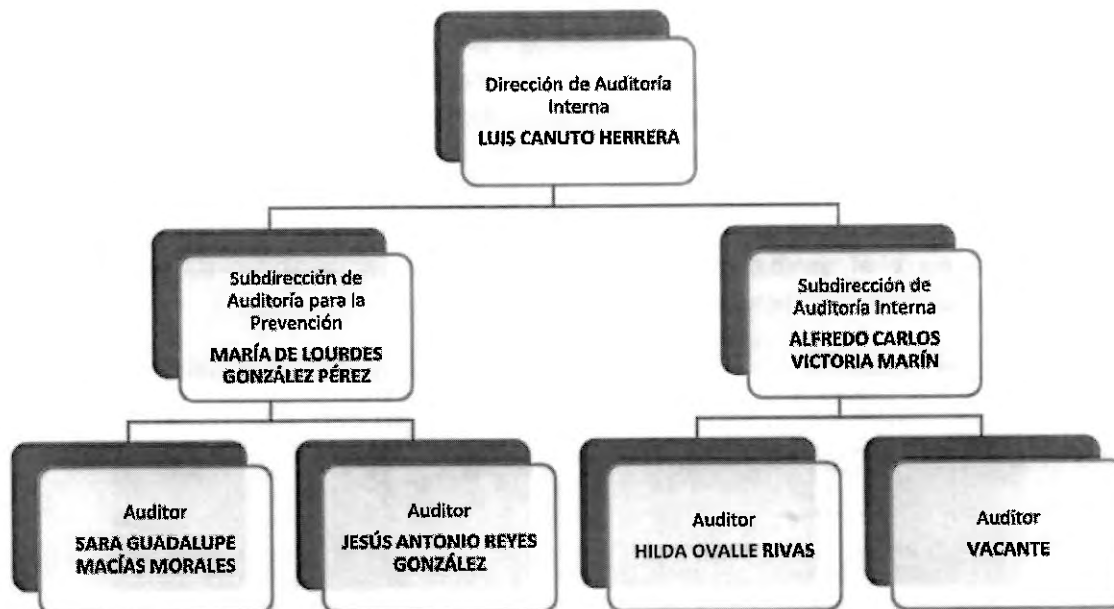 Dirección de Auditoría
Interna
LUIS CANUTO HERRERA
Subdirección de
Auditoría para la
Prevención
MARÍA DE LOURDES
GONZÁLEZ PÉREZ
Subdirección de
Auditoría Interna
ALFREDO CARLOS
VICTORIA MARÍN
Auditor
SARA GUADALUPE
MACÍAS MORALES
Auditor
JESÚS ANTONIO REYES
GONZÁLEZ
Auditor
HILDA OVALLE RIVAS
Auditor
VACANTE